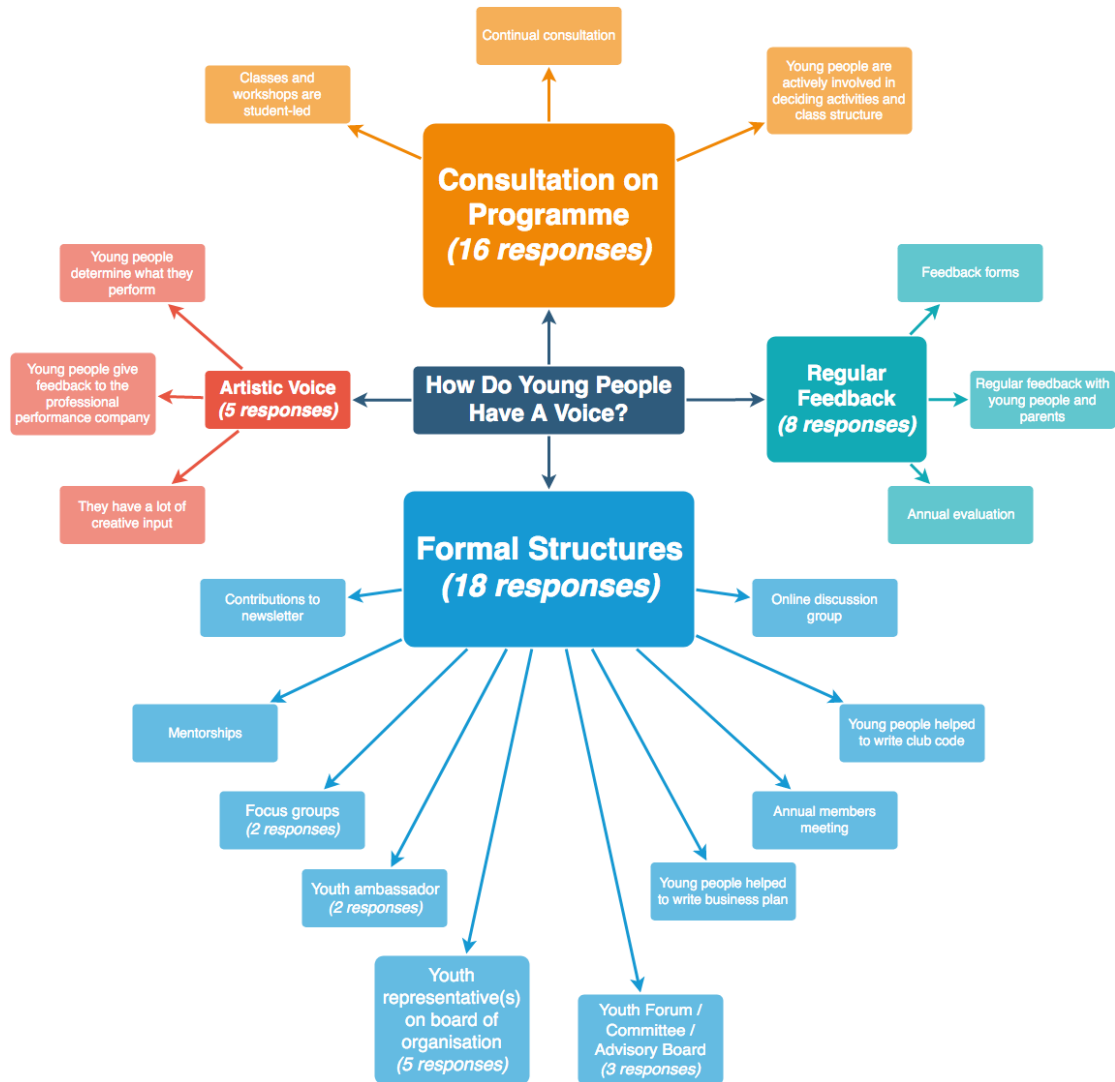 Continual consultation
Classes and
workshops are
student-led
Young people are
actively involved in
deciding activities and
class structure
Consultation on
Programme
(16 responses)
Young people
determine what they
perform
Feedback forms
Young people give
feedback to the
professional
performance company
Artistic Voice
(5 responses)
How Do Young People
Have A Voice?
Regular
Feedback
(8 responses)
Regular feedback with
young people and
parents
They have a lot of
creative input
Annual evaluation
Formal Structures
(18 responses)
Contributions to
newsletter
Online discussion
group
Mentorships
Young people helped
to write club code
Focus groups
(2 responses)
Annual members
meeting
Youth ambassador
(2 responses)
Young people helped
to write business plan
Youth
representative(s)
on board of
organisation
(5 responses)
Youth Forum /
Committee /
Advisory Board
(3 responses)